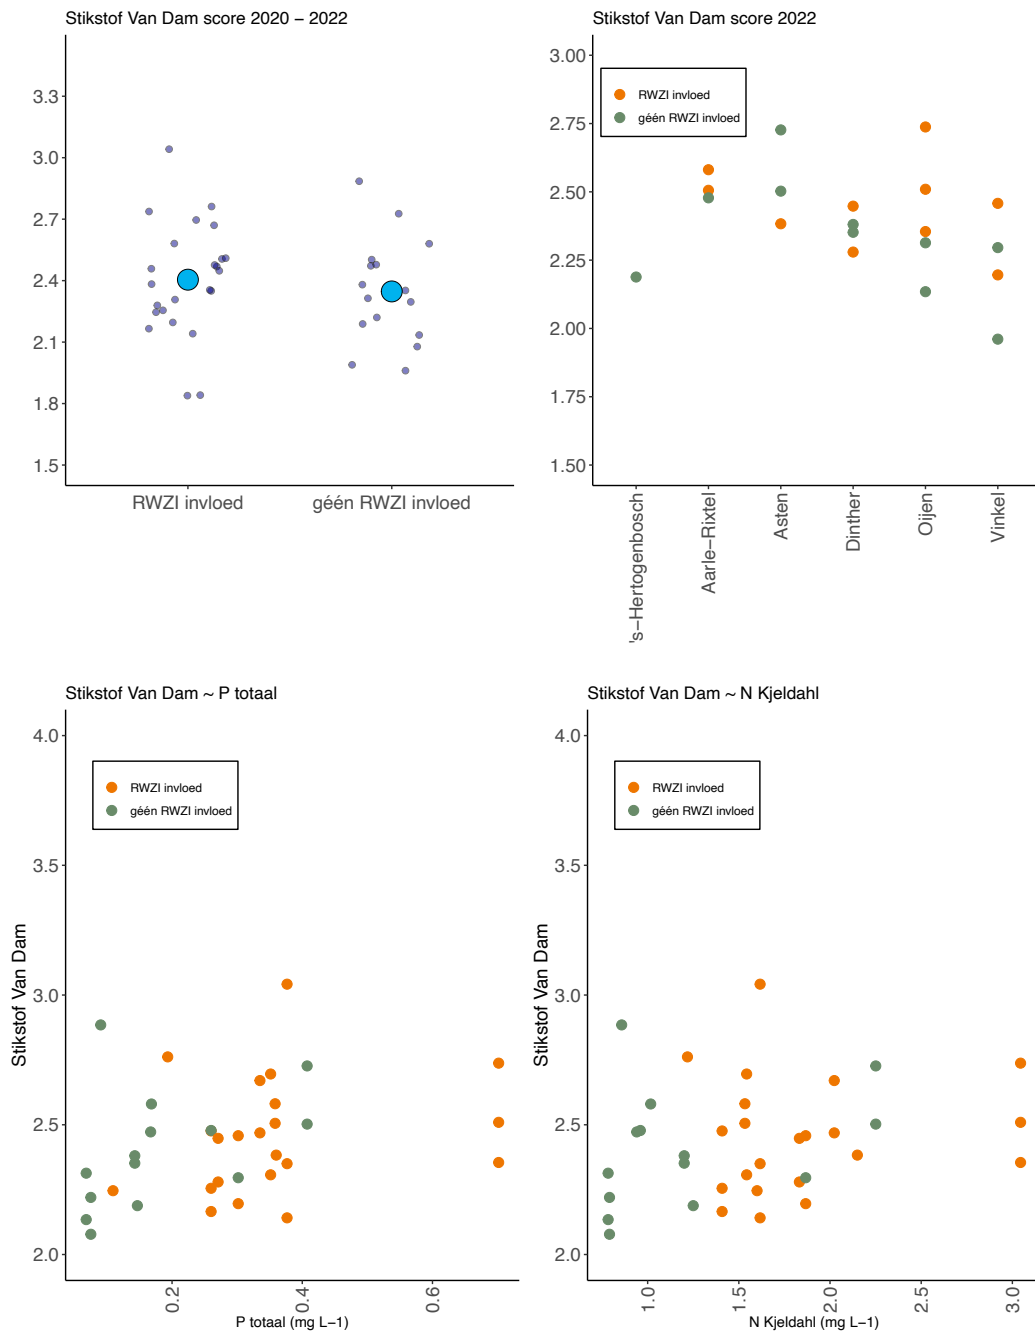 Stikstof Van Dam score 2020 − 2022
3.3
3.0
2.7
2.4
2.1
1.8
1.5
RWZI invloed
géén RWZI invloed
Stikstof Van Dam score 2022
3.00
2.75
2.50
2.25
2.00
1.75
1.50
RWZI invloed
géén RWZI invloed
's−Hertogenbosch
Aarle−Rixtel
Asten
Dinther
Oijen
Vinkel
Stikstof Van Dam ~ P totaal
Stikstof Van Dam
4.0
3.5
3.0
2.5
2.0
RWZI invloed
géén RWZI invloed
0.2
0.4
0.6
P totaal (mg L−1)
Stikstof Van Dam ~ N Kjeldahl
Stikstof Van Dam
4.0
3.5
3.0
2.5
2.0
RWZI invloed
géén RWZI invloed
1.0
1.5
2.0
2.5
3.0
N Kjeldahl (mg L−1)